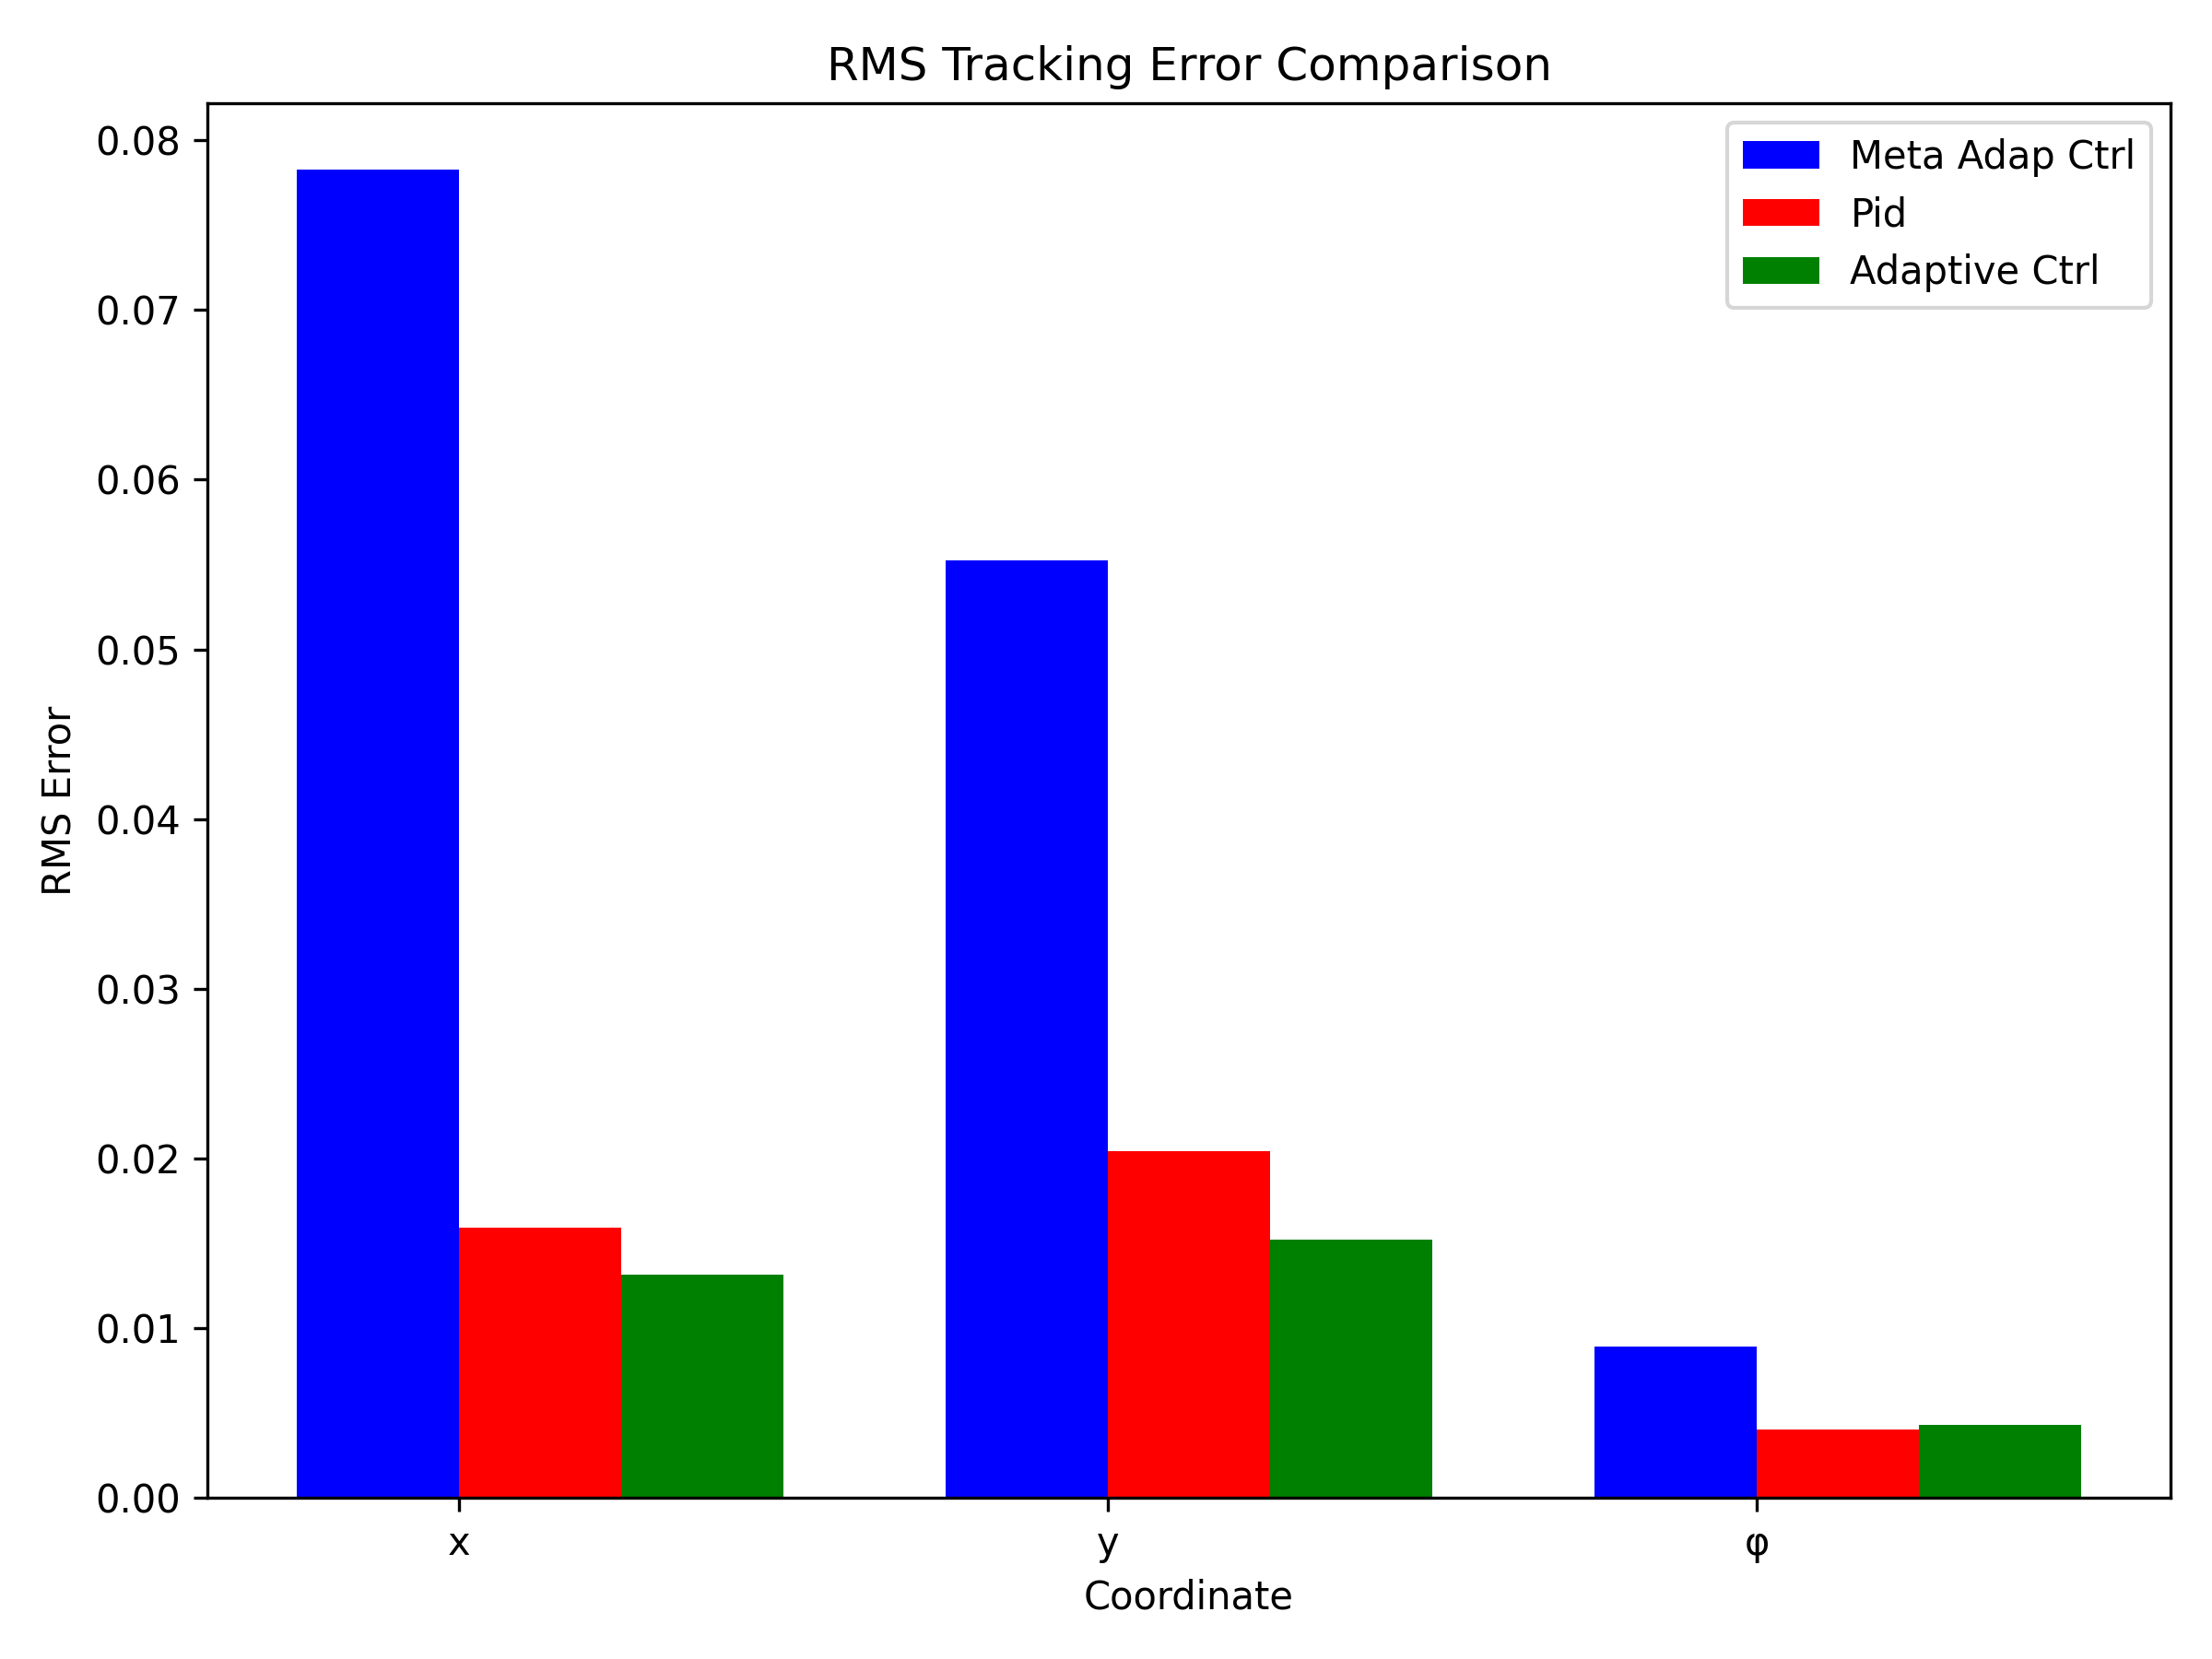 RMS Tracking Error Comparison
Meta Adap Ctrl
Pid
Adaptive Ctrl
RMS Error
0.08
0.07
0.06
0.05
0.04
0.03
0.02
0.01
0.00
x y φ
Coordinate